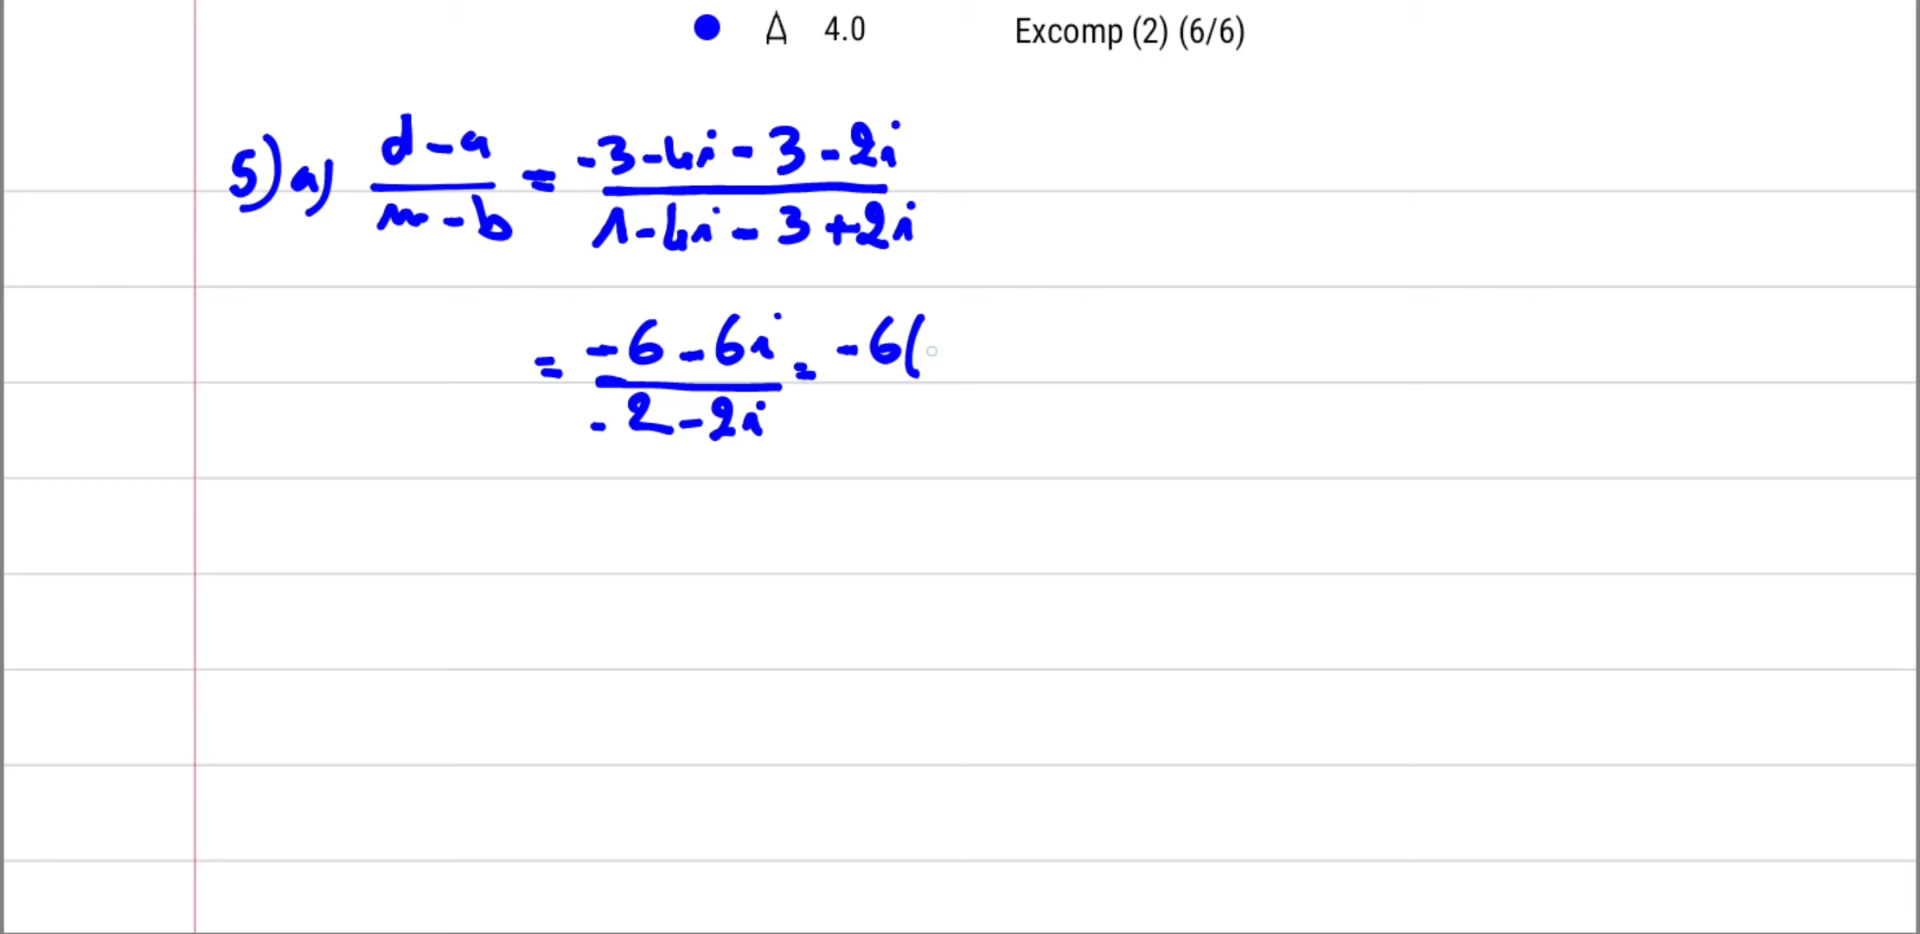 Δ 4.0 Excomp (2) (6/6)
5) a) (d-a)/(m-b) = (-3-4i-3-2i)/(1-4i-3+2i)
= (-6-6i)/(-2-2i) = -6(